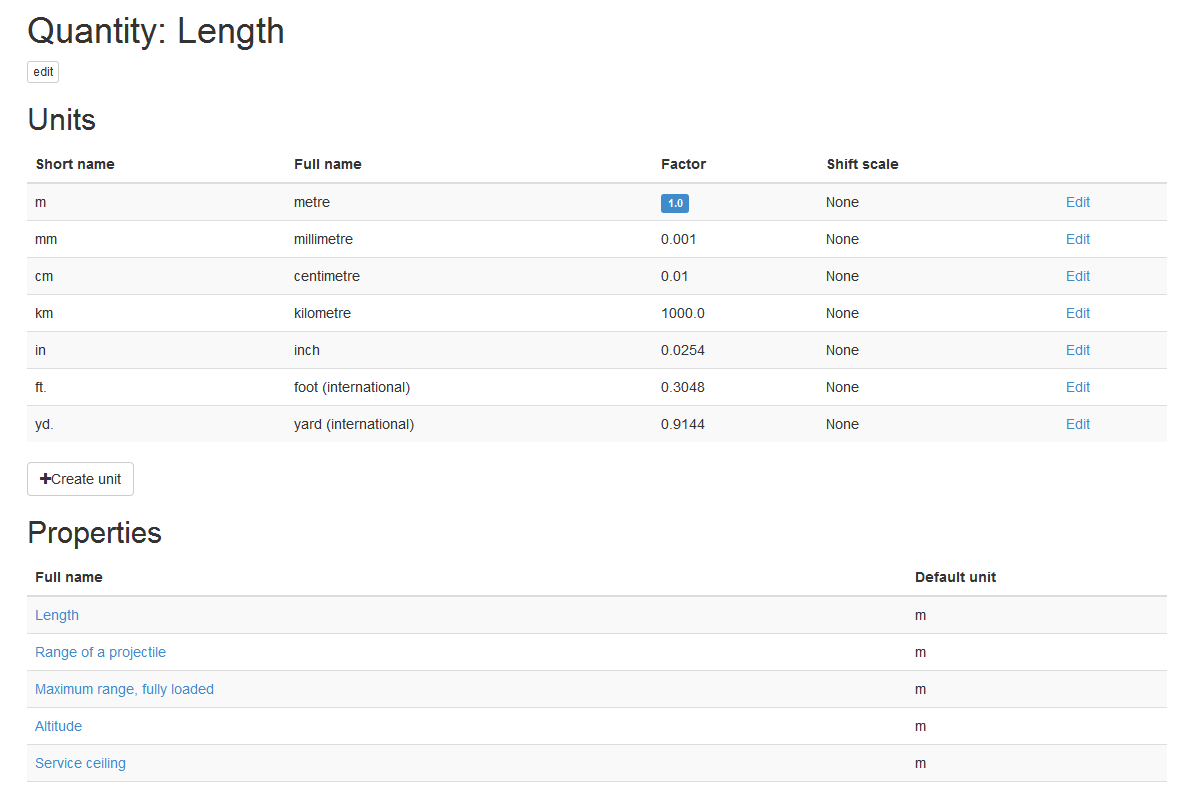 Quantity: Length
edit
Units
Short name Full name Factor Shift scale
m metre 1.0 None Edit
mm millimetre 0.001 None Edit
cm centimetre 0.01 None Edit
km kilometre 1000.0 None Edit
in inch 0.0254 None Edit
ft. foot (international) 0.3048 None Edit
yd. yard (international) 0.9144 None Edit
+Create unit
Properties
Full name Default unit
Length m
Range of a projectile m
Maximum range, fully loaded m
Altitude m
Service ceiling m